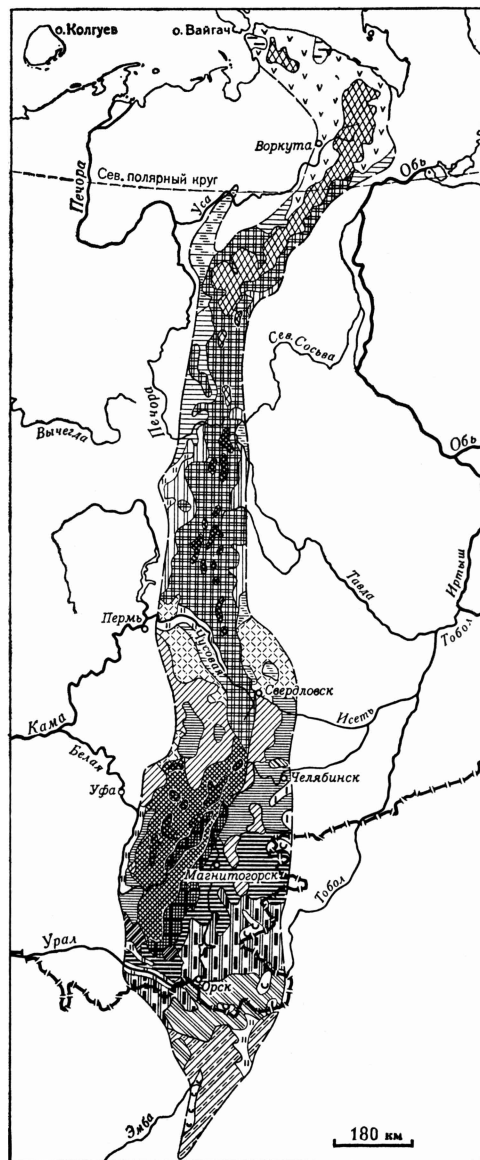 о. Колгуев
о. Вайгач
Воркута
Обь
Сев. полярный круг
Печора
Уса
Сев. Сосьва
Печора
Вычегла
Обь
Иртыш
Тавда
Тобол
Пермь
Чусовая
Свердловск
Исеть
Кама
Белая
Челябинск
Уфа
Магнитогорск
Тобол
Урал
Орск
Эмба
180 км